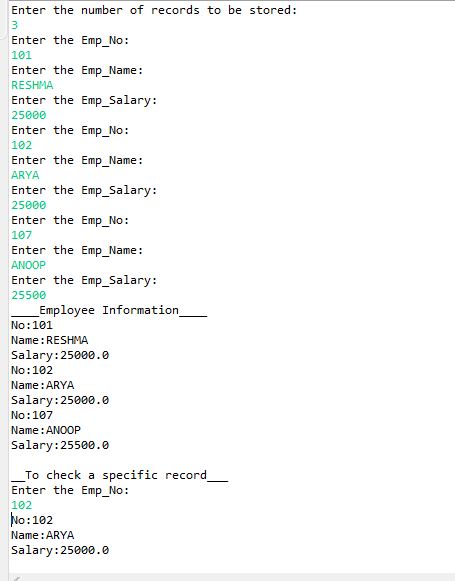 Enter the number of records to be stored:
3
Enter the Emp_No:
101
Enter the Emp_Name:
RESHMA
Enter the Emp_Salary:
25000
Enter the Emp_No:
102
Enter the Emp_Name:
ARYA
Enter the Emp_Salary:
25000
Enter the Emp_No:
107
Enter the Emp_Name:
ANOOP
Enter the Emp_Salary:
25500
____Employee Information____
No:101
Name:RESHMA
Salary:25000.0
No:102
Name:ARYA
Salary:25000.0
No:107
Name:ANOOP
Salary:25500.0

__To check a specific record___
Enter the Emp_No:
102
No:102
Name:ARYA
Salary:25000.0